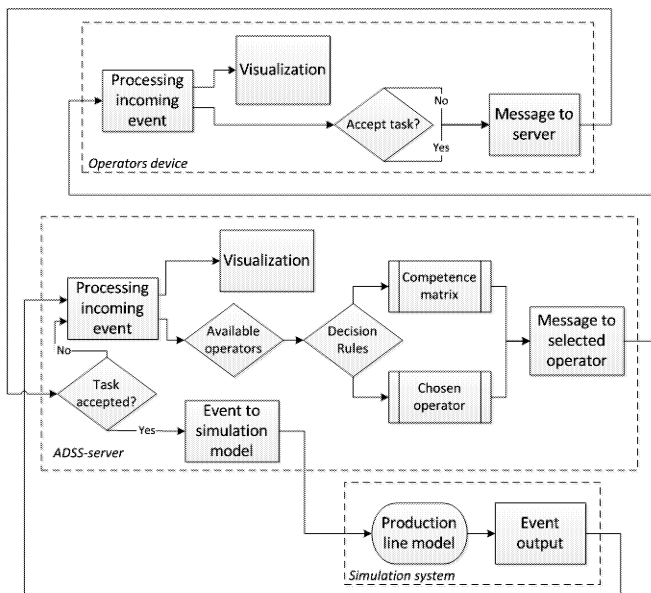 Processing
incoming
event
Visualization
Accept task?
No
Yes
Message to
server
Operators device
Processing
incoming
event
Visualization
Available
operators
Decision
Rules
Competence
matrix
Chosen
operator
Message to
selected
operator
No
Task
accepted?
Yes
Event to
simulation
model
ADSS-server
Production
line model
Event
output
Simulation system